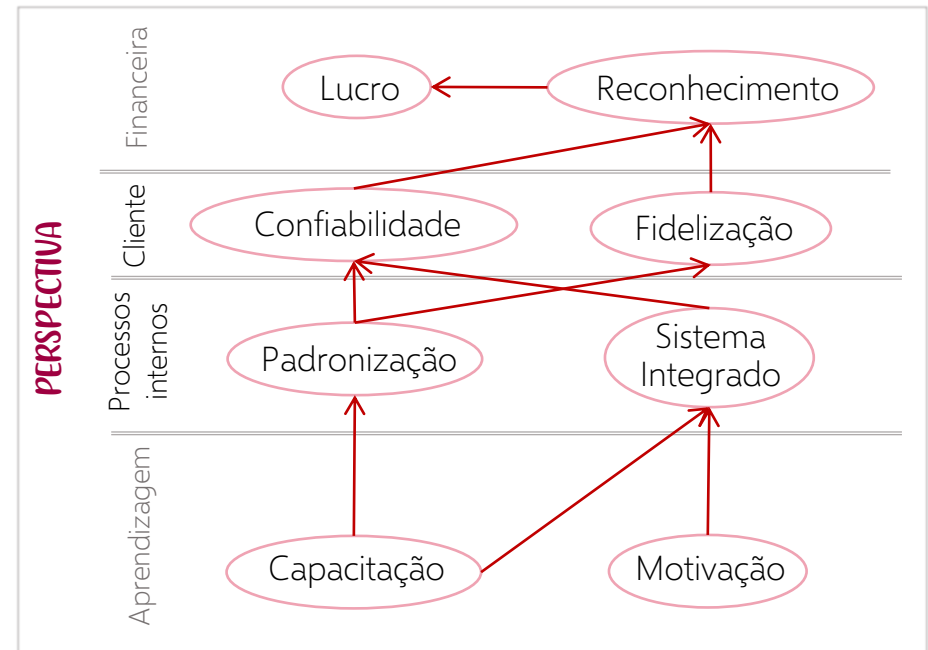 PERSPECTIVA
Financeira
Lucro
Reconhecimento
Cliente
Confiabilidade
Fidelização
Processos
internos
Padronização
Sistema
Integrado
Aprendizagem
Capacitação
Motivação